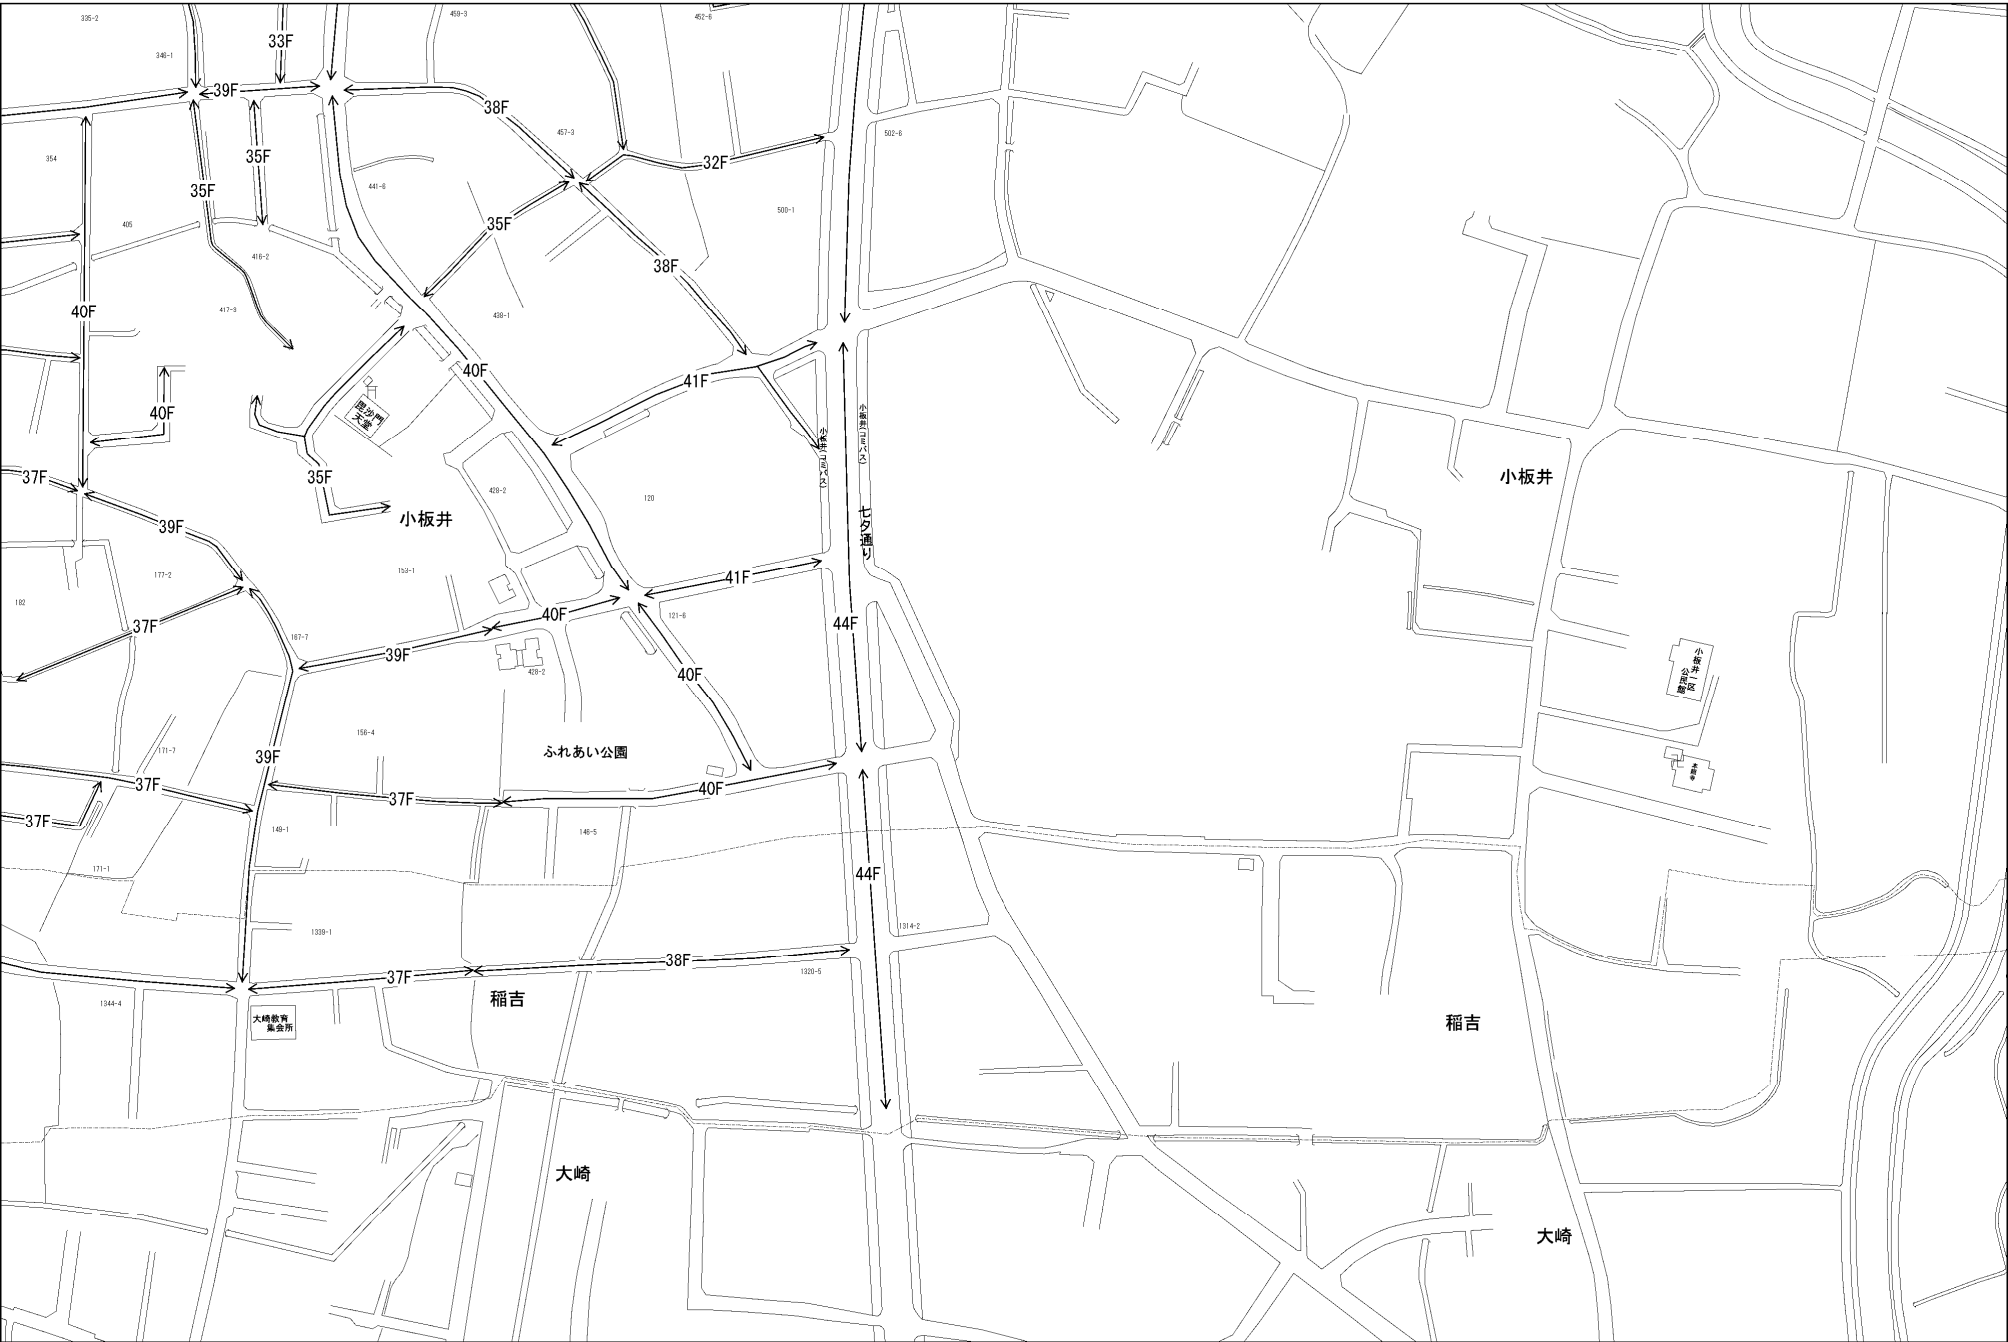 335-2
459-3
452-6
33F
346-1
39F
38F
457-3
502-6
35F
354
32F
35F
441-6
500-1
405
35F
416-2
38F
40F
417-3
438-1
40F
41F
40F
毘沙門
天堂
小板井(コミバス)
小板井(コミバス)
37F
35F
428-2
120
小板井
小板井
39F
七夕通り
153-1
177-2
41F
182
40F
121-6
37F
44F
167-7
39F
428-2
40F
小板井一区
公民館
156-4
171-7
39F
ふれあい公園
本龍寺
37F
37F
40F
37F
149-1
146-5
171-1
44F
1339-1
1314-2
38F
37F
1320-5
稲吉
1344-4
大崎教育
集会所
稲吉
大崎
大崎